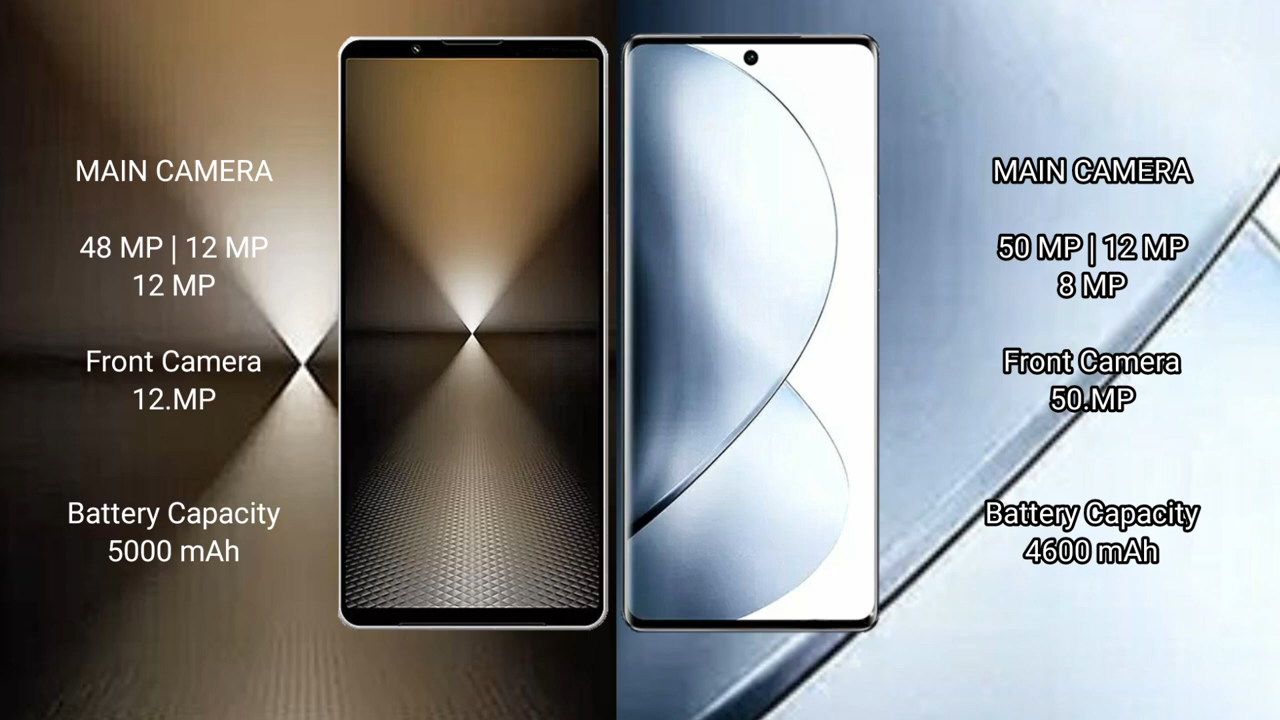 MAIN CAMERA
48 MP | 12 MP
12 MP
Front Camera
12.MP
Battery Capacity
5000 mAh
MAIN CAMERA
50 MP | 12 MP
8 MP
Front Camera
50.MP
Battery Capacity
4600 mAh